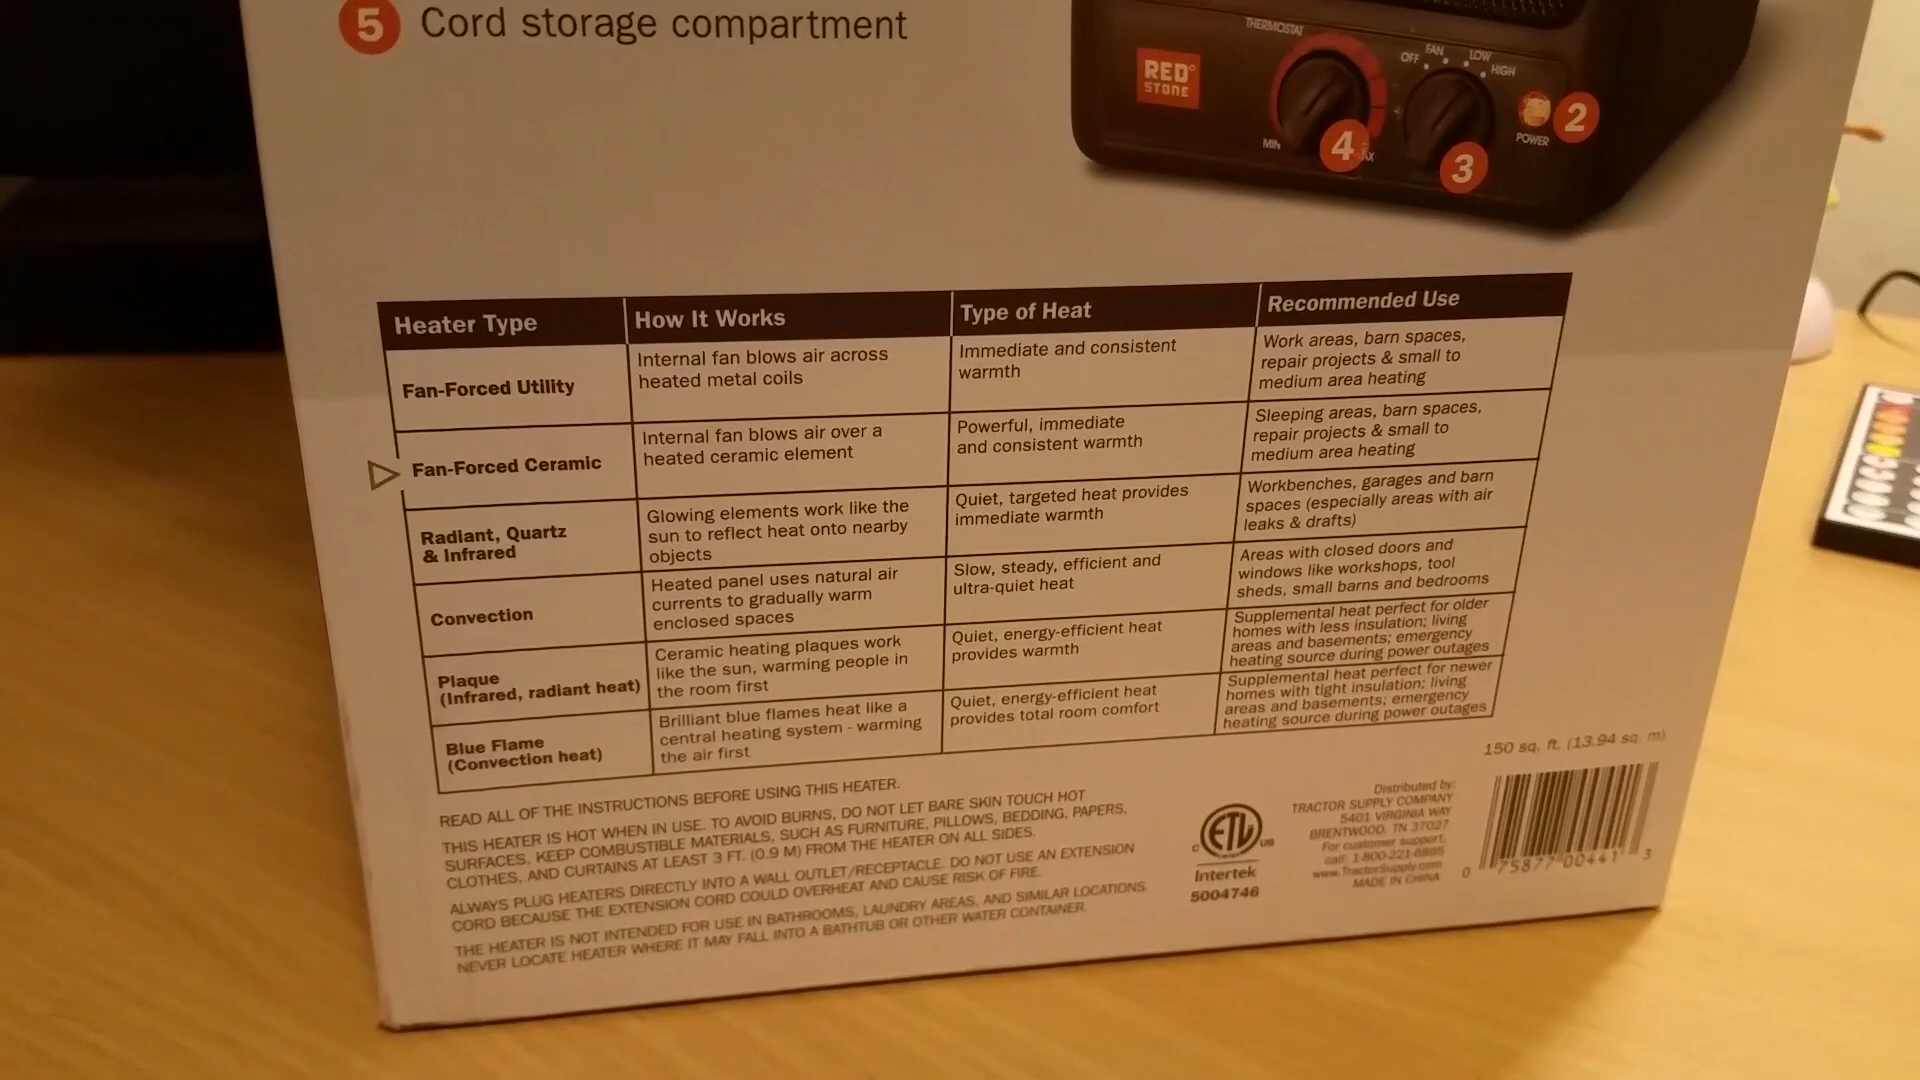 5 Cord storage compartment
THERMOSTAT
OFF FAN LOW HIGH
RED
STONE
MIN
4
3
2
POWER
Heater Type How It Works Type of Heat Recommended Use
Fan-Forced Utility
Internal fan blows air across
heated metal coils
Immediate and consistent
warmth
Work areas, barn spaces,
repair projects & small to
medium area heating
Fan-Forced Ceramic
Internal fan blows air over a
heated ceramic element
Powerful, immediate
and consistent warmth
Sleeping areas, barn spaces,
repair projects & small to
medium area heating
Radiant, Quartz
& Infrared
Glowing elements work like the
sun to reflect heat onto nearby
objects
Quiet, targeted heat provides
immediate warmth
Workbenches, garages and barn
spaces (especially areas with air
leaks & drafts)
Convection
Heated panel uses natural air
currents to gradually warm
enclosed spaces
Slow, steady, efficient and
ultra-quiet heat
Areas with closed doors and
windows like workshops, tool
sheds, small barns and bedrooms
Plaque
(Infrared, radiant heat)
Ceramic heating plaques work
like the sun, warming people in
the room first
Quiet, energy-efficient heat
provides warmth
Supplemental heat perfect for older
homes with less insulation; living
areas and basements; emergency
heating source during power outages
Blue Flame
(Convection heat)
Brilliant blue flames heat like a
central heating system - warming
the air first
Quiet, energy-efficient heat
provides total room comfort
Supplemental heat perfect for newer
homes with tight insulation; living
areas and basements; emergency
heating source during power outages
READ ALL OF THE INSTRUCTIONS BEFORE USING THIS HEATER.
THIS HEATER IS HOT WHEN IN USE. TO AVOID BURNS, DO NOT LET BARE SKIN TOUCH HOT
SURFACES. KEEP COMBUSTIBLE MATERIALS, SUCH AS FURNITURE, PILLOWS, BEDDING, PAPERS,
CLOTHES, AND CURTAINS AT LEAST 3 FT. (0.9 M) FROM THE HEATER ON ALL SIDES.
ALWAYS PLUG HEATERS DIRECTLY INTO A WALL OUTLET/RECEPTACLE. DO NOT USE AN EXTENSION
CORD BECAUSE THE EXTENSION CORD COULD OVERHEAT AND CAUSE RISK OF FIRE.
THE HEATER IS NOT INTENDED FOR USE IN BATHROOMS, LAUNDRY AREAS, AND SIMILAR LOCATIONS.
NEVER LOCATE HEATER WHERE IT MAY FALL INTO A BATHTUB OR OTHER WATER CONTAINER.
C ETL US
Intertek
5004746
Distributed by:
TRACTOR SUPPLY COMPANY
5401 VIRGINIA WAY
BRENTWOOD, TN 37027
For customer support,
call: 1-800-221-
www.TractorSupply.com
MADE IN CHINA
150 sq. ft. (13.94 sq. m)
0 75877 00441 3